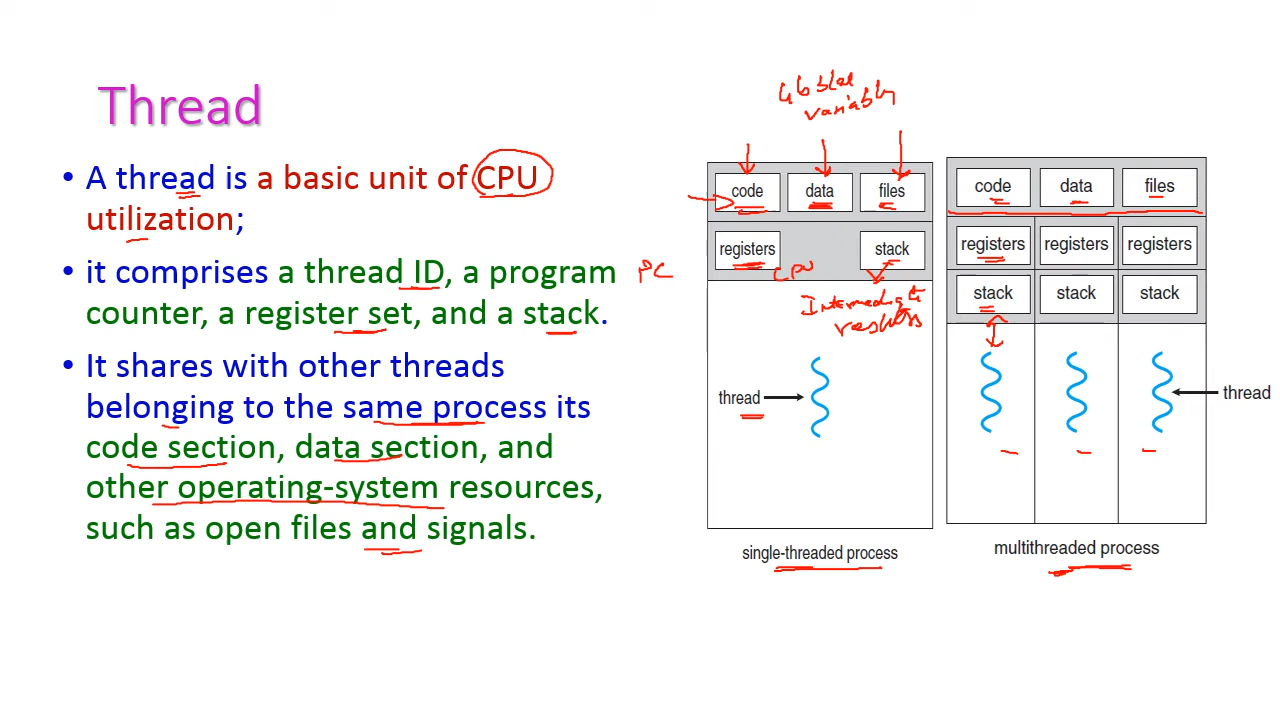 Thread
• A thread is a basic unit of CPU
utilization;
• it comprises a thread ID, a program
counter, a register set, and a stack.
• It shares with other threads
belonging to the same process its
code section, data section, and
other operating-system resources,
such as open files and signals.
PC
variables
code data files
registers stack
CPU
Intermediate
results
thread
single-threaded process
code data files
registers registers registers
stack stack stack
thread
multithreaded process